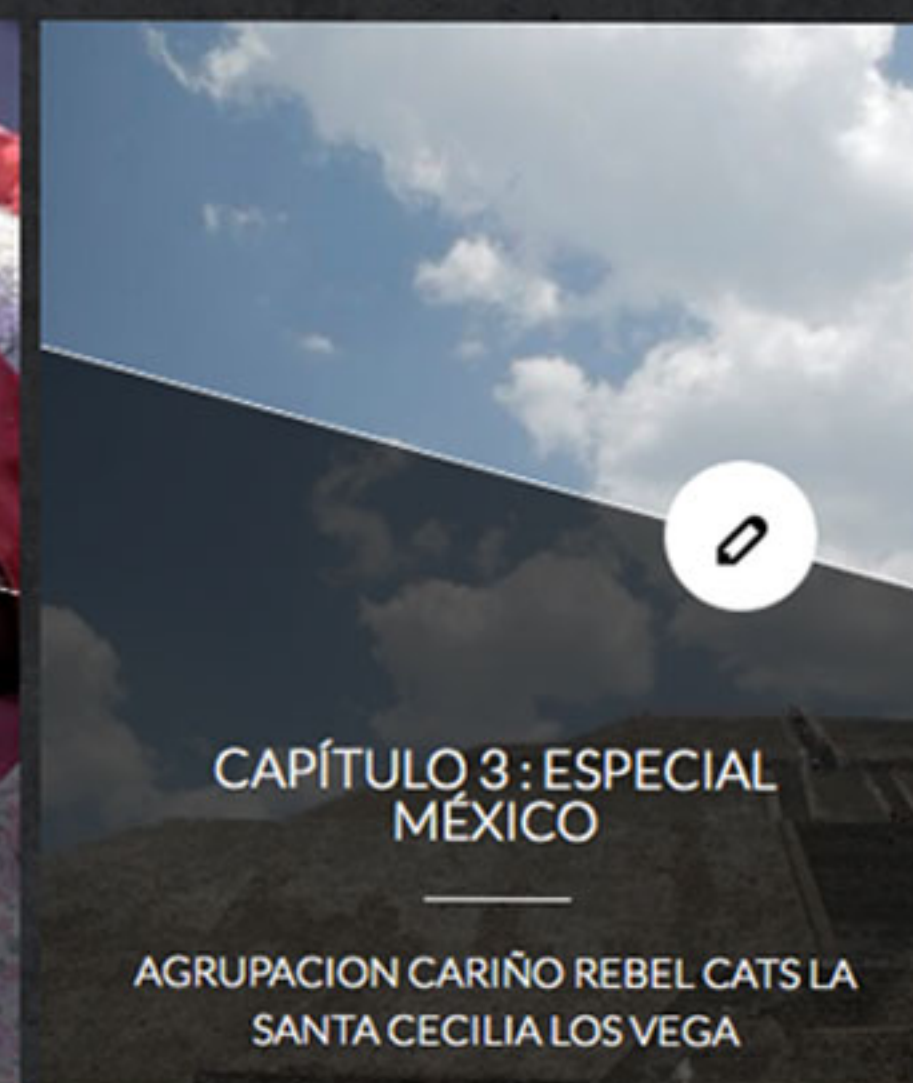 CAPÍTULO 3 : ESPECIAL
MÉXICO
AGRUPACION CARIÑO REBEL CATS LA
SANTA CECILIA LOS VEGA